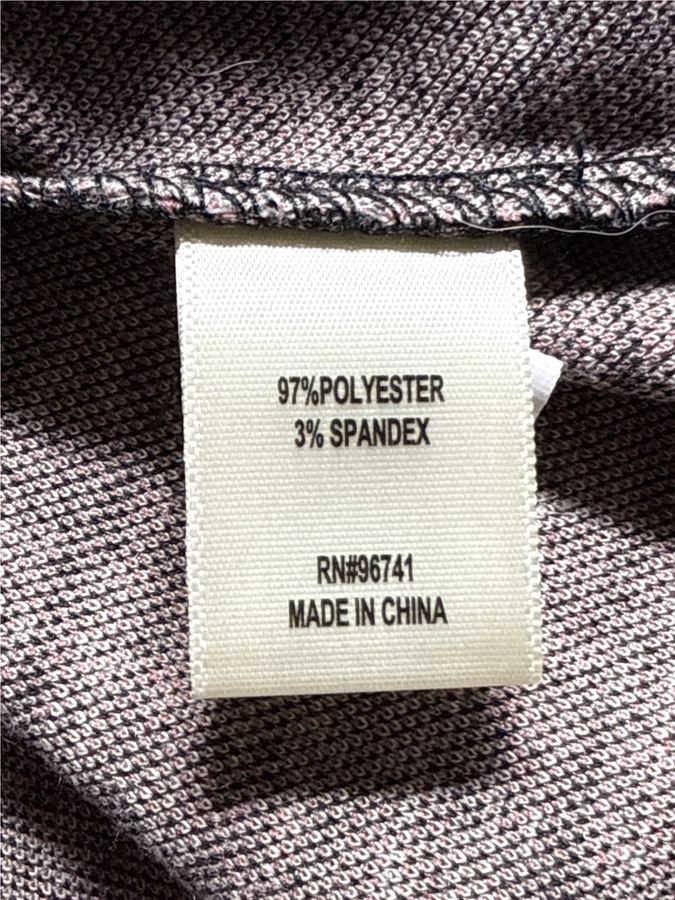 97%POLYESTER
3% SPANDEX
RN#96741
MADE IN CHINA